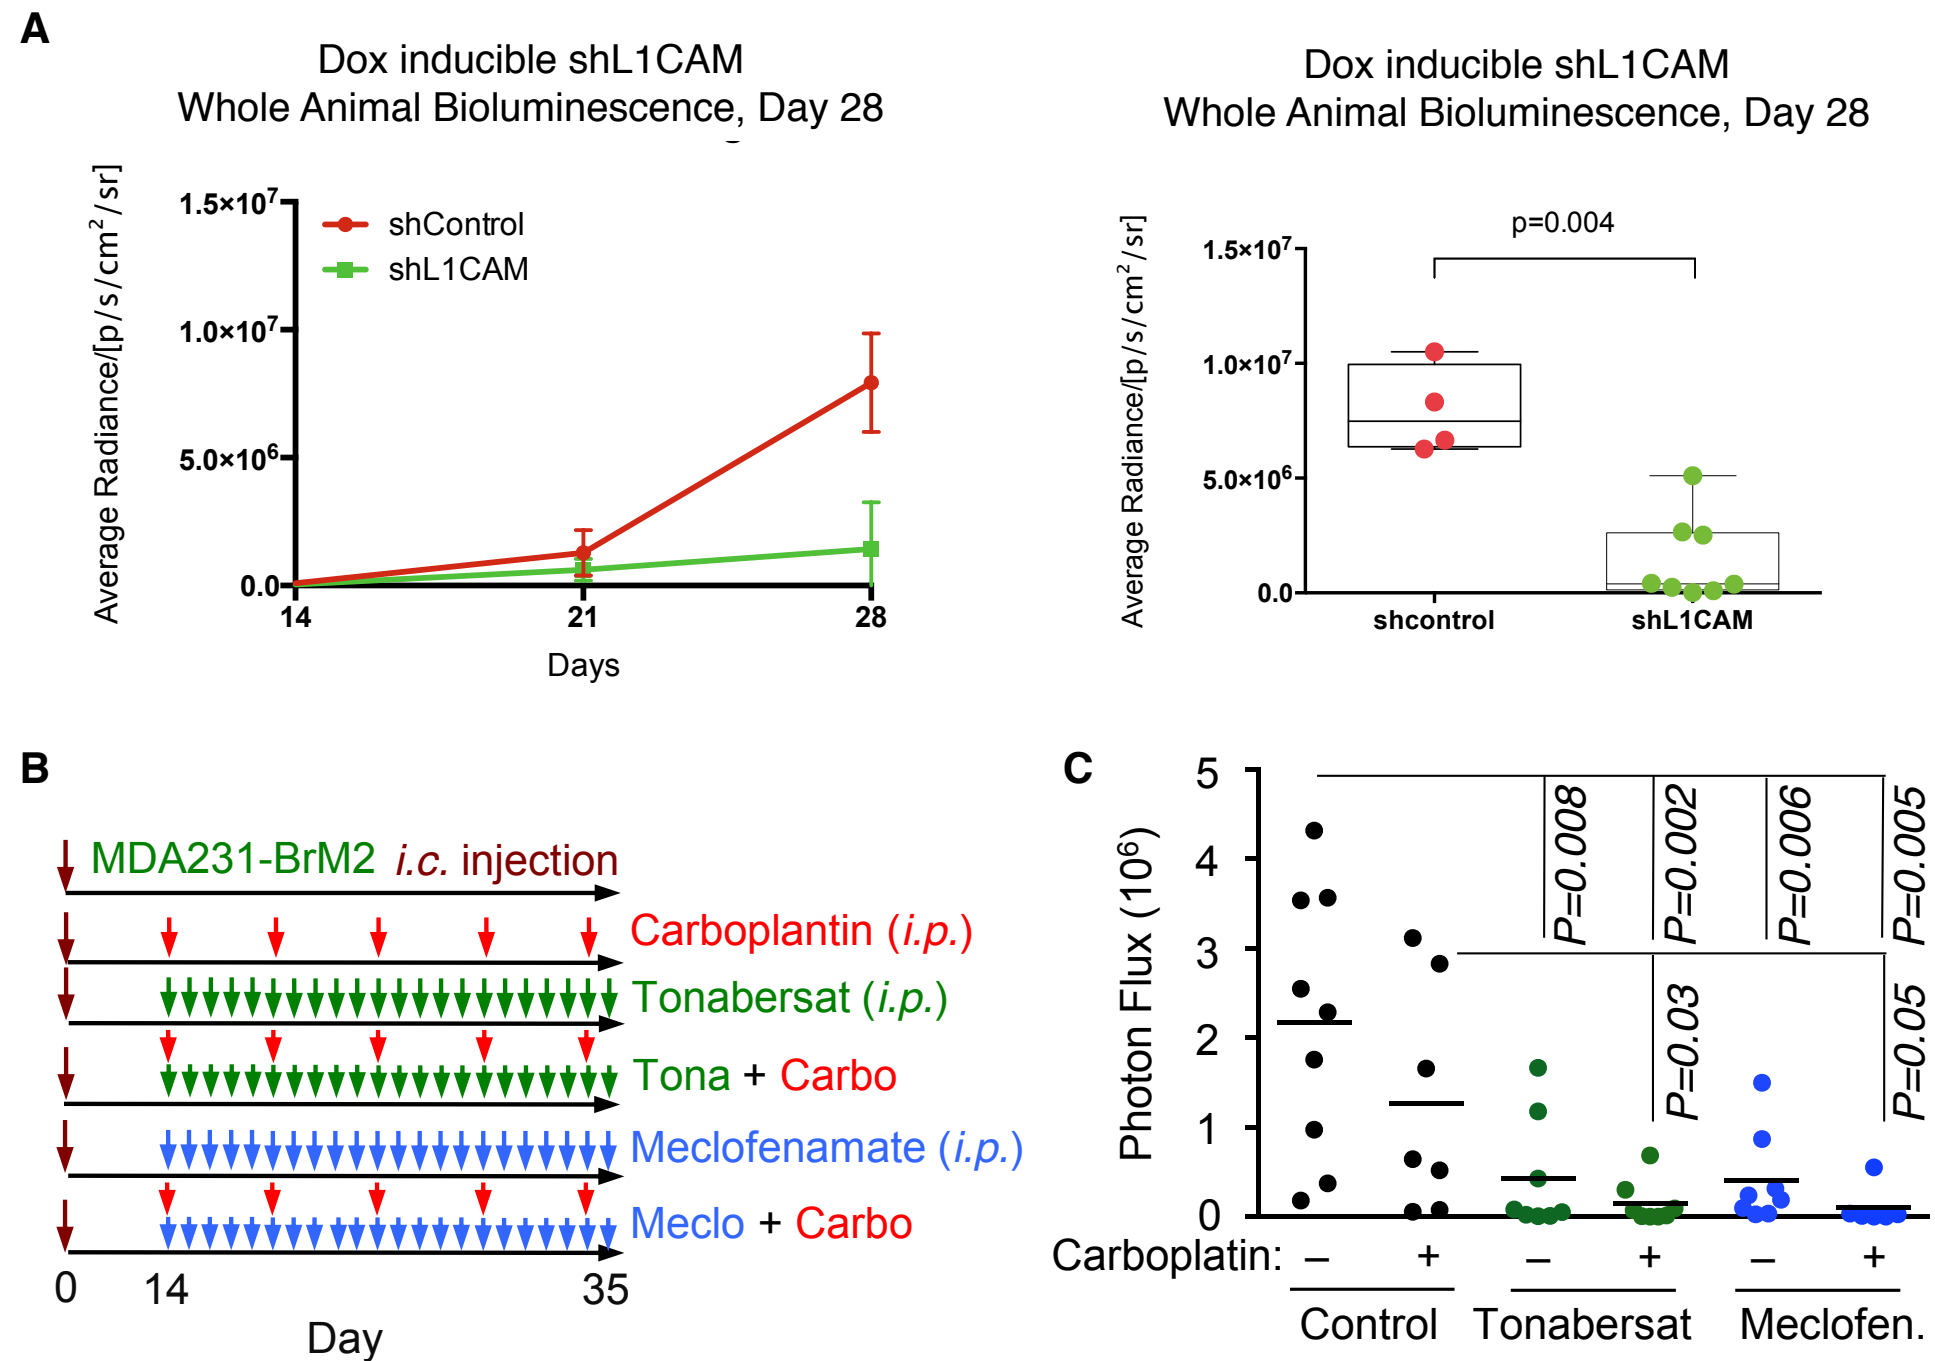 A
Dox inducible shL1CAM
Whole Animal Bioluminescence, Day 28
Average Radiance/[p/s/cm²/sr]
1.5×10⁷
1.0×10⁷
5.0×10⁶
0.0
shControl
shL1CAM
14 21 28
Days
Dox inducible shL1CAM
Whole Animal Bioluminescence, Day 28
Average Radiance/[p/s/cm²/sr]
p=0.004
1.5×10⁷
1.0×10⁷
5.0×10⁶
0.0
shcontrol shL1CAM
B
MDA231-BrM2 i.c. injection
Carboplantin (i.p.)
Tonabersat (i.p.)
Tona + Carbo
Meclofenamate (i.p.)
Meclo + Carbo
0 14 35
Day
C
Photon Flux (10⁶)
5
4
3
2
1
0
P=0.008
P=0.002
P=0.006
P=0.005
P=0.03
P=0.05
Carboplatin: – + – + – +
Control Tonabersat Meclofen.